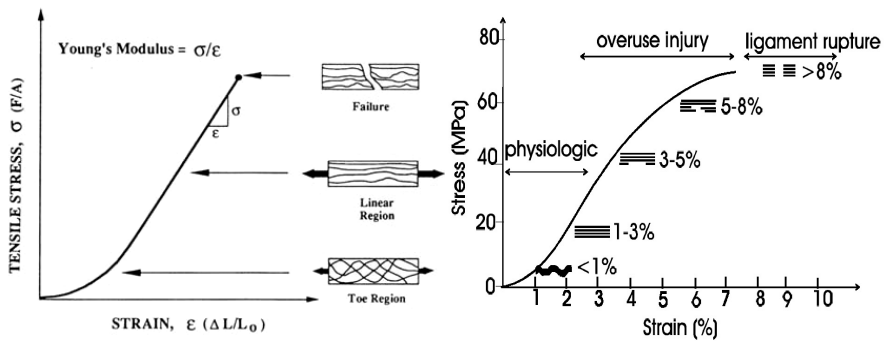 Young's Modulus = σ/ε
TENSILE STRESS, σ (F/A)
σ
ε
Failure
Linear
Region
Toe Region
STRAIN, ε (ΔL/L₀)
overuse injury
ligament rupture
physiologic
>8%
5-8%
3-5%
1-3%
<1%
Stress (MPa)
80
60
40
20
0
1 2 3 4 5 6 7 8 9 10
Strain (%)